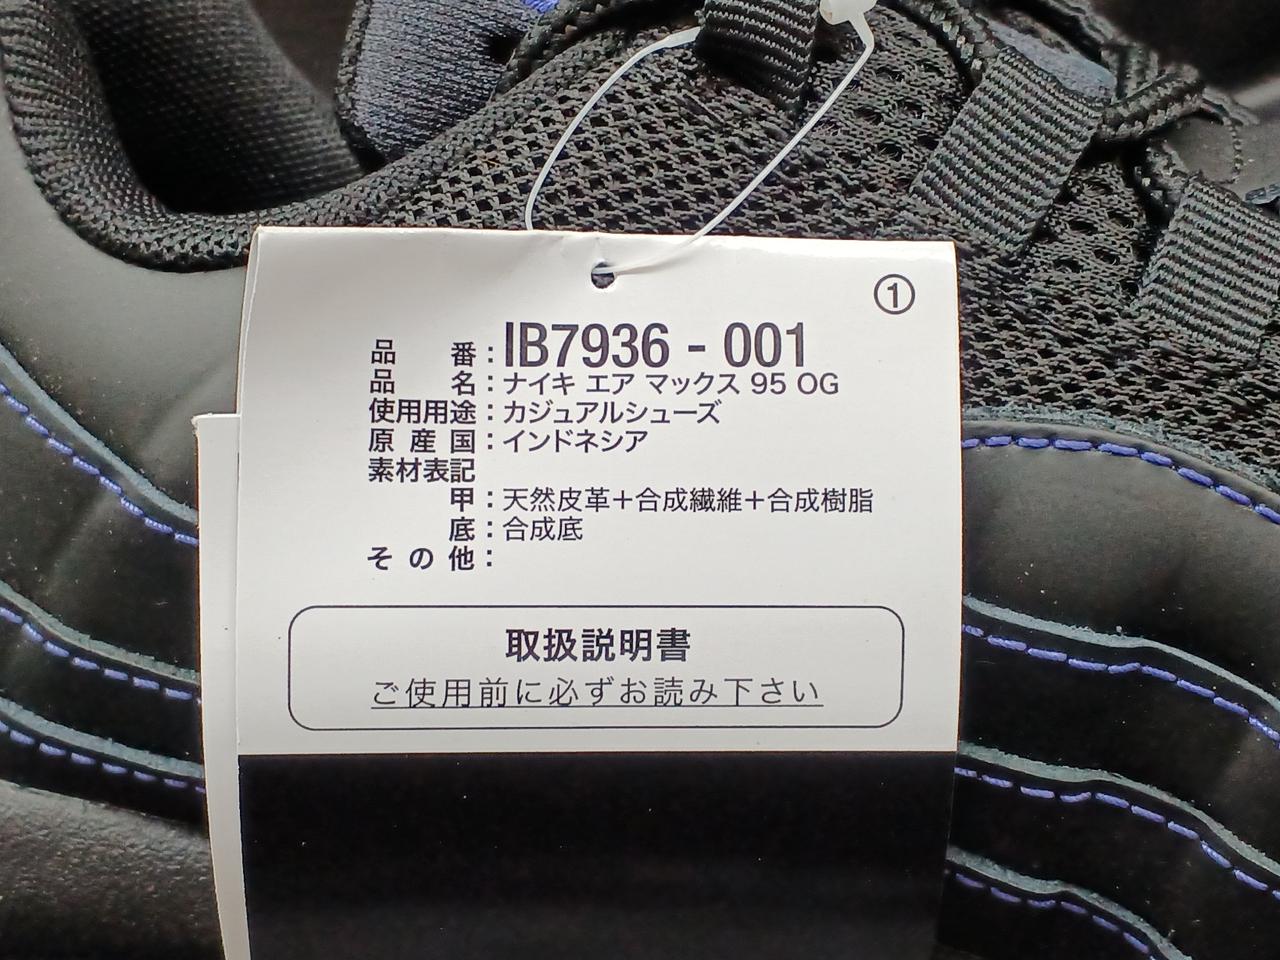 ①
品番：IB7936 - 001
品名：ナイキ エア マックス 95 OG
使用用途：カジュアルシューズ
原産国：インドネシア
素材表記
甲：天然皮革＋合成繊維＋合成樹脂
底：合成底
その他：
取扱説明書
ご使用前に必ずお読み下さい